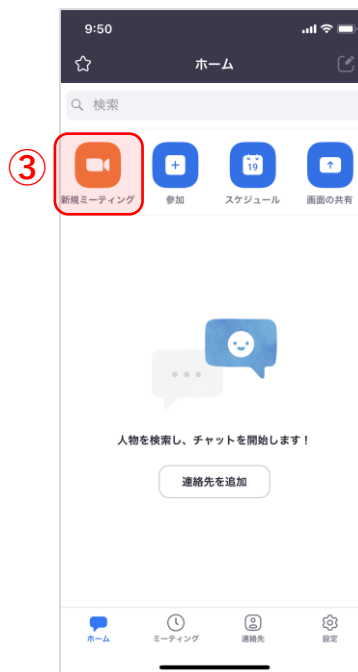 9:50
ホーム
検索
③
19
新規ミーティング 参加 スケジュール 画面の共有
人物を検索し、チャットを開始します！
連絡先を追加
ホーム ミーティング 連絡先 設定